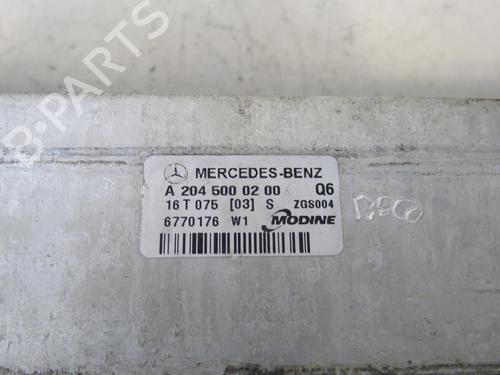 B-PARTS
MERCEDES-BENZ
A 204 500 02 00 Q6
16 T 075 [03] S ZGS004
6770176 W1 MODINE